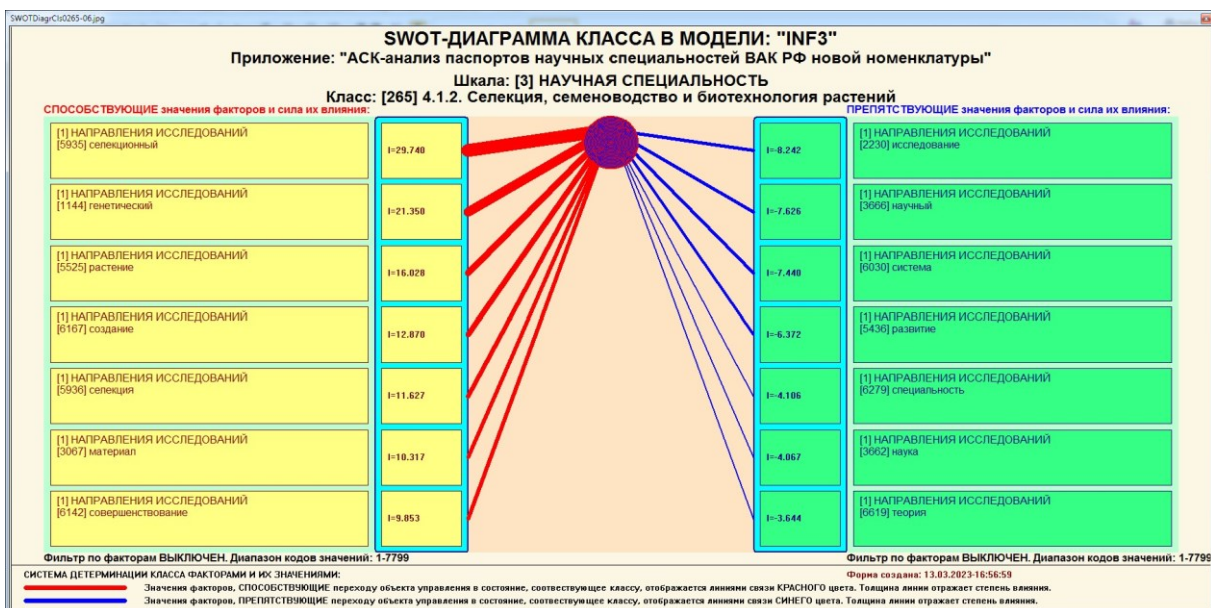 SWOTDiagrCls0265-06.jpg
SWOT-ДИАГРАММА КЛАССА В МОДЕЛИ: "INF3"
Приложение: "АСК-анализ паспортов научных специальностей ВАК РФ новой номенклатуры"
Шкала: [3] НАУЧНАЯ СПЕЦИАЛЬНОСТЬ
Класс: [265] 4.1.2. Селекция, семеноводство и биотехнология растений
СПОСОБСТВУЮЩИЕ значения факторов и сила их влияния:
[1] НАПРАВЛЕНИЯ ИССЛЕДОВАНИЙ
[5935] селекционный
I=29.740
[1] НАПРАВЛЕНИЯ ИССЛЕДОВАНИЙ
[1144] генетический
I=21.350
[1] НАПРАВЛЕНИЯ ИССЛЕДОВАНИЙ
[5525] растение
I=16.028
[1] НАПРАВЛЕНИЯ ИССЛЕДОВАНИЙ
[6167] создание
I=12.870
[1] НАПРАВЛЕНИЯ ИССЛЕДОВАНИЙ
[5936] селекция
I=11.627
[1] НАПРАВЛЕНИЯ ИССЛЕДОВАНИЙ
[3067] материал
I=10.317
[1] НАПРАВЛЕНИЯ ИССЛЕДОВАНИЙ
[6142] совершенствование
I=9.853
Фильтр по факторам ВЫКЛЮЧЕН. Диапазон кодов значений: 1-7799
ПРЕПЯТСТВУЮЩИЕ значения факторов и сила их влияния:
I=-8.242
[1] НАПРАВЛЕНИЯ ИССЛЕДОВАНИЙ
[2230] исследование
I=-7.626
[1] НАПРАВЛЕНИЯ ИССЛЕДОВАНИЙ
[3666] научный
I=-7.440
[1] НАПРАВЛЕНИЯ ИССЛЕДОВАНИЙ
[6030] система
I=-6.372
[1] НАПРАВЛЕНИЯ ИССЛЕДОВАНИЙ
[5436] развитие
I=-4.106
[1] НАПРАВЛЕНИЯ ИССЛЕДОВАНИЙ
[6279] специальность
I=-4.067
[1] НАПРАВЛЕНИЯ ИССЛЕДОВАНИЙ
[3662] наука
I=-3.644
[1] НАПРАВЛЕНИЯ ИССЛЕДОВАНИЙ
[6619] теория
Фильтр по факторам ВЫКЛЮЧЕН. Диапазон кодов значений: 1-7799
СИСТЕМА ДЕТЕРМИНАЦИИ КЛАССА ФАКТОРАМИ И ИХ ЗНАЧЕНИЯМИ:
Форма создана: 13.03.2023-16:56:59
Значения факторов, СПОСОБСТВУЮЩИЕ переходу объекта управления в состояние, соотвествующее классу, отображается линиями связи КРАСНОГО цвета. Толщина линии отражает степень влияния.
Значения факторов, ПРЕПЯТСТВУЮЩИЕ переходу объекта управления в состояние, соотвествующее классу, отображается линиями связи СИНЕГО цвета. Толщина линии отражает степень влияния.